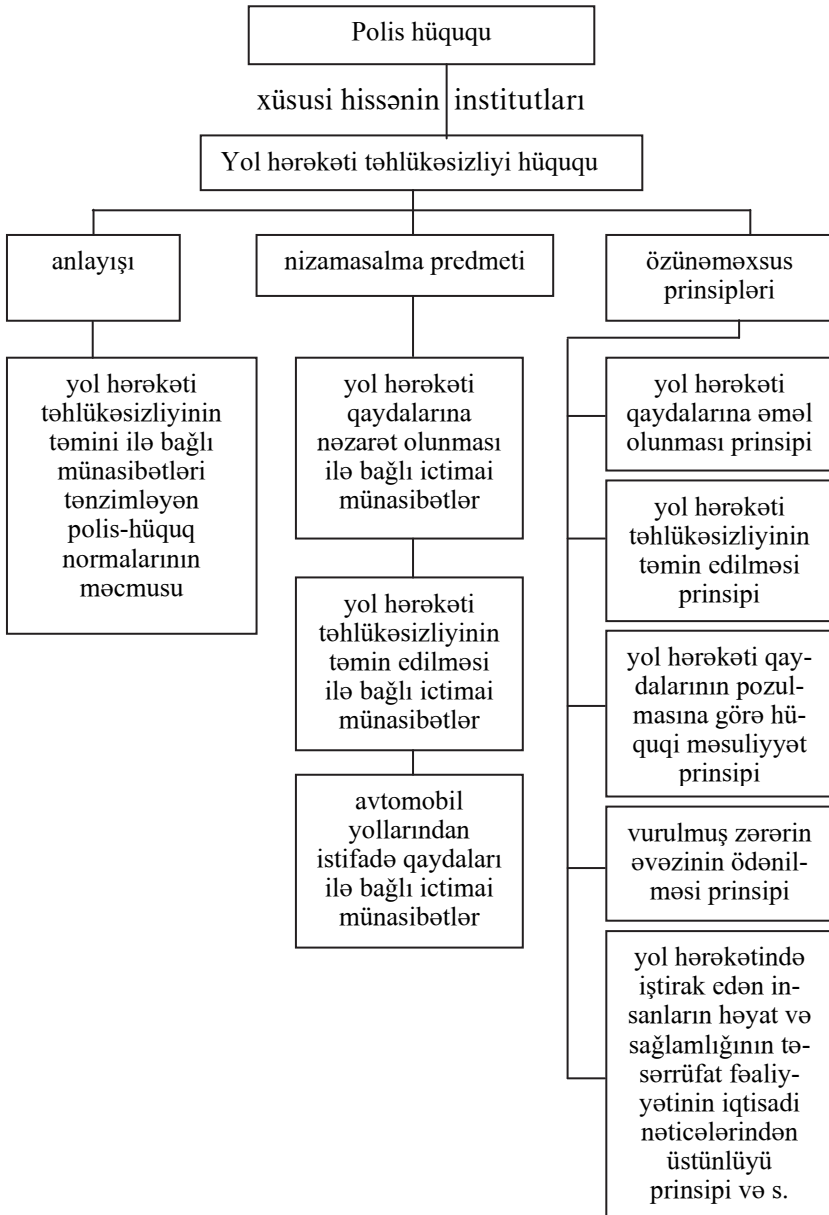 Polis hüququ
xüsusi hissənin institutları
Yol hərəkəti təhlükəsizliyi hüququ
anlayışı
yol hərəkəti
təhlükəsizliyinin
təmini ilə bağlı
münasibətləri
tənzimləyən
polis-hüquq
normalarının
məcmusu
nizamasalma predmeti
yol hərəkəti
qaydalarına
nəzarət olunması
ilə bağlı ictimai
münasibətlər
yol hərəkəti
təhlükəsizliyinin
təmin edilməsi
ilə bağlı ictimai
münasibətlər
avtomobil
yollarından
istifadə qaydaları
ilə bağlı ictimai
münasibətlər
özünəməxsus
prinsipləri
yol hərəkəti
qaydalarına əməl
olunması prinsipi
yol hərəkəti
təhlükəsizliyinin
təmin edilməsi
prinsipi
yol hərəkəti qay-
dalarının pozul-
masına görə hü-
quqi məsuliyyət
prinsipi
vurulmuş zərərin
əvəzinin ödənil-
məsi prinsipi
yol hərəkətində
iştirak edən in-
sanların həyat və
sağlamlığının tə-
sərrüfat fəaliy-
yətinin iqtisadi
nəticələrindən
üstünlüyü
prinsipi və s.